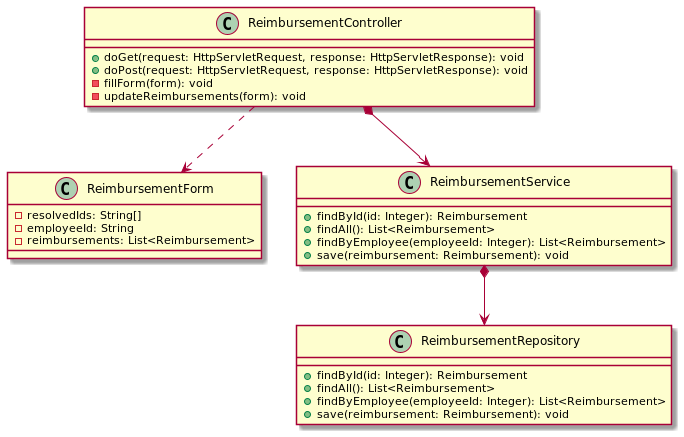 C ReimbursementController
doGet(request: HttpServletRequest, response: HttpServletResponse): void
doPost(request: HttpServletRequest, response: HttpServletResponse): void
fillForm(form): void
updateReimbursements(form): void
C ReimbursementForm
resolvedIds: String[]
employeeId: String
reimbursements: List<Reimbursement>
C ReimbursementService
findById(id: Integer): Reimbursement
findAll(): List<Reimbursement>
findByEmployee(employeeId: Integer): List<Reimbursement>
save(reimbursement: Reimbursement): void
C ReimbursementRepository
findById(id: Integer): Reimbursement
findAll(): List<Reimbursement>
findByEmployee(employeeId: Integer): List<Reimbursement>
save(reimbursement: Reimbursement): void